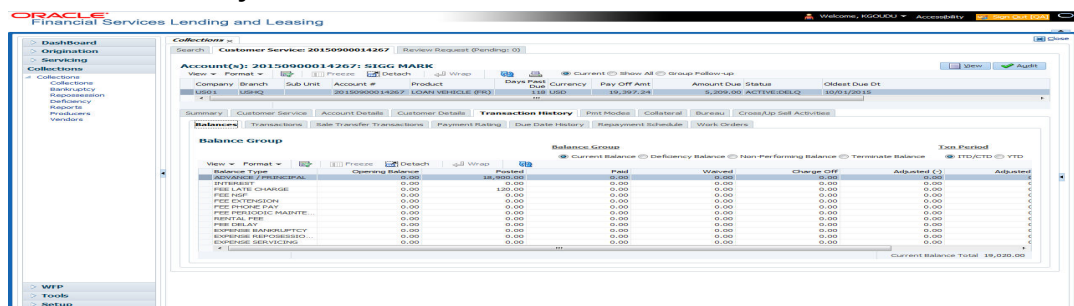 ORACLE
Financial Services Lending and Leasing
Welcome, KGOUDU Accessibility Sign Out [QA]
DashBoard
Origination
Servicing
Collections
Collections
Collections
Bankruptcy
Repossession
Deficiency
Reports
Producers
Vendors
WFP
Tools
Setup
Collections x
Close
Search Customer Service: 20150900014267 Review Request (Pending: 0)
Account(s): 20150900014267: SIGG MARK
View Audit
View Format Freeze Detach Wrap Current Show All Group Follow-up
Company Branch Sub Unit Account # Product Days Past Due Currency Pay Off Amt Amount Due Status Oldest Due Dt
US01 USHQ 20150900014267 LOAN VEHICLE (FR) 118 USD 19,397.24 5,209.00 ACTIVE:DELQ 10/01/2015
Summary Customer Service Account Details Customer Details Transaction History Pmt Modes Collateral Bureau Cross/Up Sell Activities
Balances Transactions Sale Transfer Transactions Payment Rating Due Date History Repayment Schedule Work Orders
Balance Group
Balance Group Txn Period
Current Balance Deficiency Balance Non-Performing Balance Terminate Balance ITD/CTD YTD
View Format Freeze Detach Wrap
Balance Type Opening Balance Posted Paid Waived Charge Off Adjusted (-) Adjusted
ADVANCE / PRINCIPAL 0.00 18,900.00 0.00 0.00 0.00 0.00
INTEREST 0.00 0.00 0.00 0.00 0.00 0.00
FEE LATE CHARGE 0.00 120.00 0.00 0.00 0.00 0.00
FEE NSF 0.00 0.00 0.00 0.00 0.00 0.00
FEE EXTENSION 0.00 0.00 0.00 0.00 0.00 0.00
FEE PHONE PAY 0.00 0.00 0.00 0.00 0.00 0.00
FEE PERIODIC MAINTE... 0.00 0.00 0.00 0.00 0.00 0.00
RENTAL FEE 0.00 0.00 0.00 0.00 0.00 0.00
FEE DELAY 0.00 0.00 0.00 0.00 0.00 0.00
EXPENSE BANKRUPTCY 0.00 0.00 0.00 0.00 0.00 0.00
EXPENSE REPOSESSIO... 0.00 0.00 0.00 0.00 0.00 0.00
EXPENSE SERVICING 0.00 0.00 0.00 0.00 0.00 0.00
Current Balance Total 19,020.00